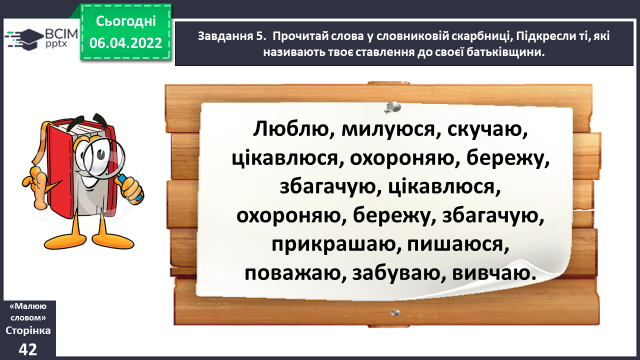 ВСІМ
pptx
Сьогодні
06.04.2022
Завдання 5. Прочитай слова у словниковій скарбниці, Підкресли ті, які
називають твоє ставлення до своєї батьківщини.
Люблю, милуюся, скучаю,
цікавлюся, охороняю, бережу,
збагачую, цікавлюся,
охороняю, бережу, збагачую,
прикрашаю, пишаюся,
поважаю, забуваю, вивчаю.
«Малюю
словом»
Сторінка
42